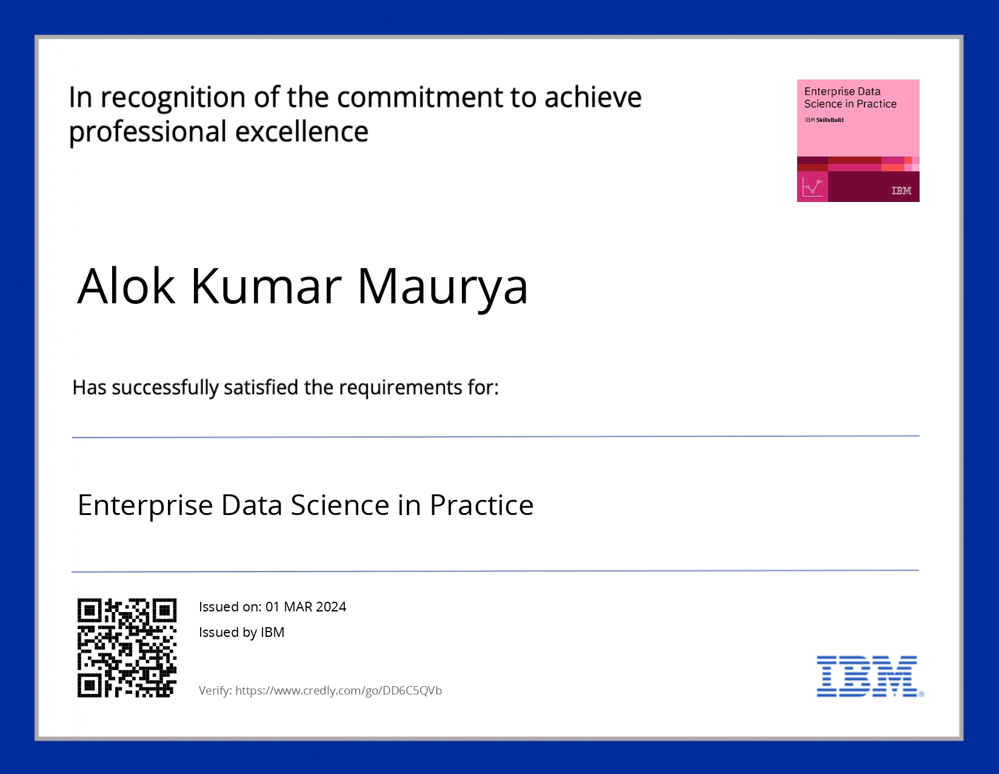 In recognition of the commitment to achieve
professional excellence
Enterprise Data
Science in Practice
IBM SkillsBuild
IBM
Alok Kumar Maurya
Has successfully satisfied the requirements for:
Enterprise Data Science in Practice
Issued on: 01 MAR 2024
Issued by IBM
Verify: https://www.credly.com/go/DD6C5QVb
IBM®